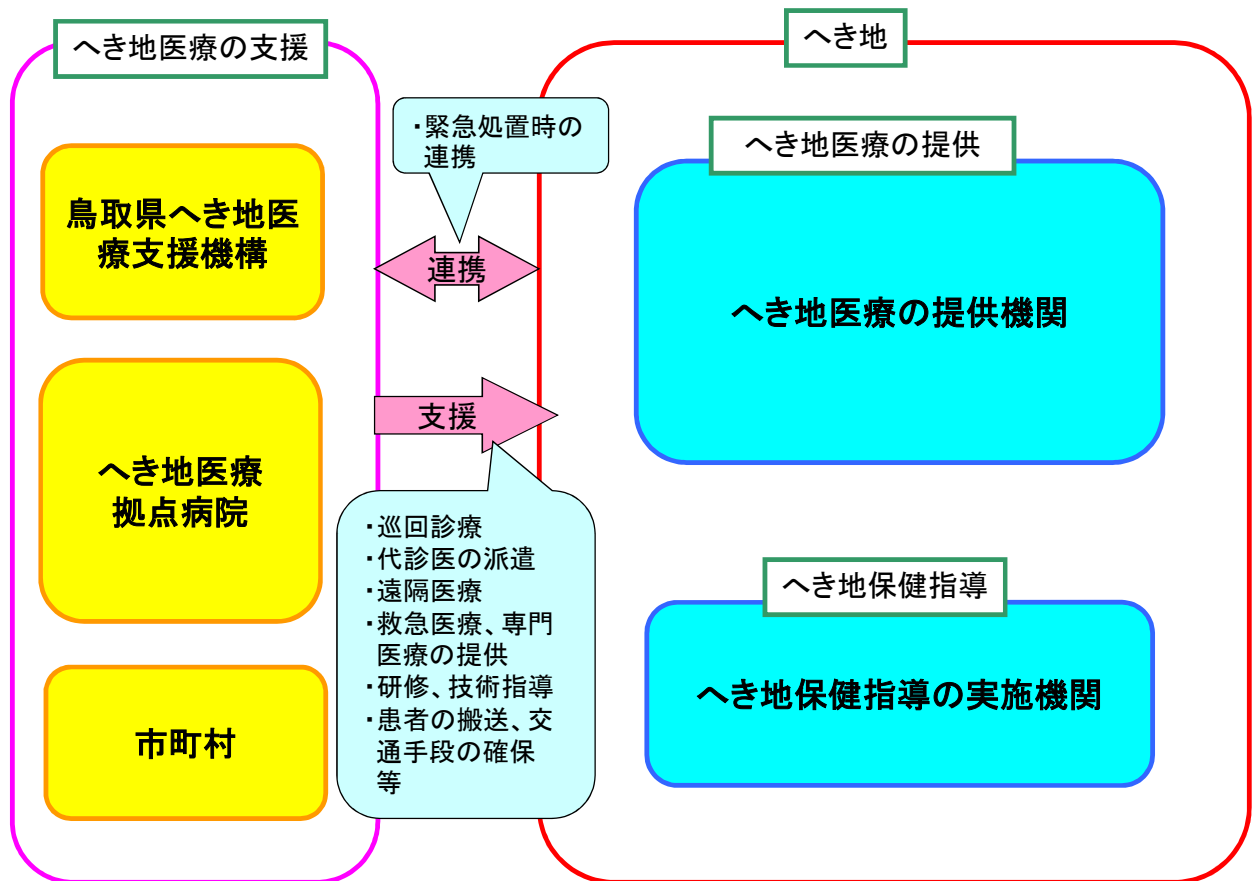 へき地医療の支援
鳥取県へき地医
療支援機構
へき地医療
拠点病院
市町村
・緊急処置時の
連携
連携
支援
・巡回診療
・代診医の派遣
・遠隔医療
・救急医療、専門
医療の提供
・研修、技術指導
・患者の搬送、交
通手段の確保
等
へき地
へき地医療の提供
へき地医療の提供機関
へき地保健指導
へき地保健指導の実施機関